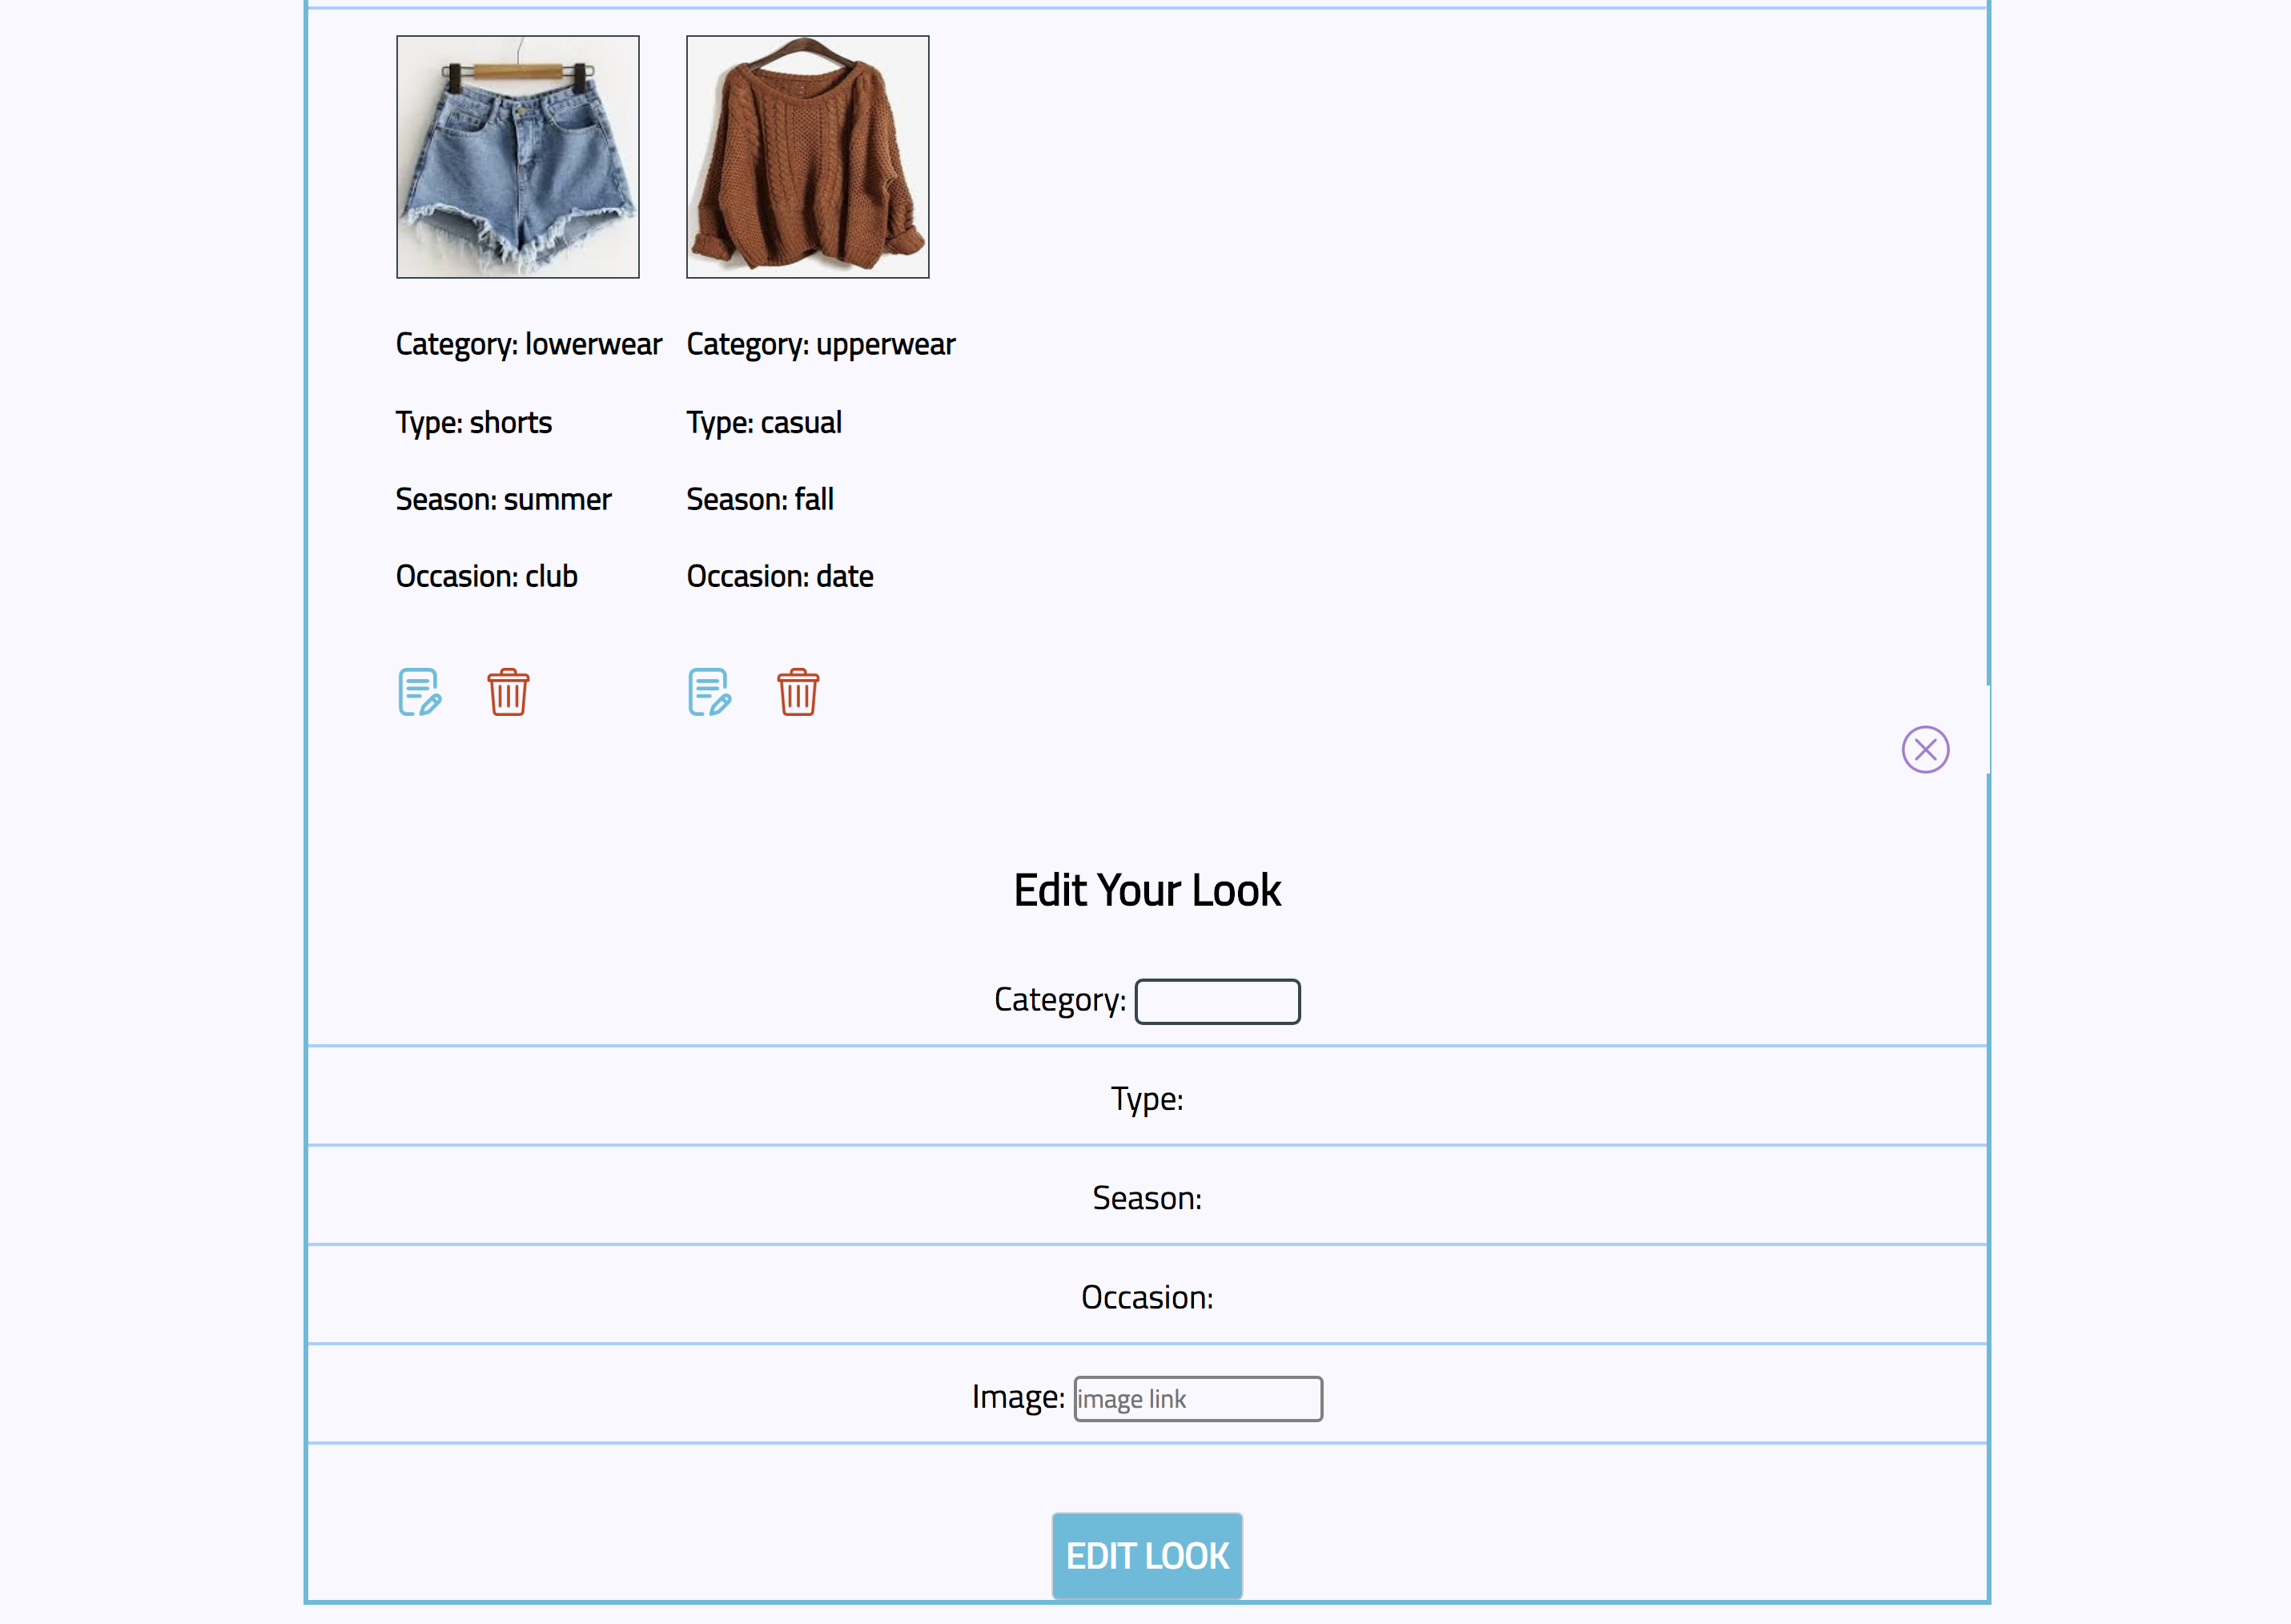 Category: lowerwear
Type: shorts
Season: summer
Occasion: club
Category: upperwear
Type: casual
Season: fall
Occasion: date
Edit Your Look
Category:
Type:
Season:
Occasion:
Image: image link
EDIT LOOK